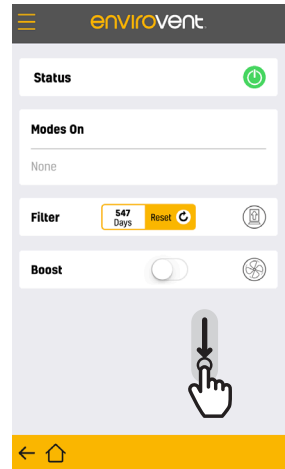 envirovent.
Status
Modes On
None
Filter
547
Days
Reset
Boost